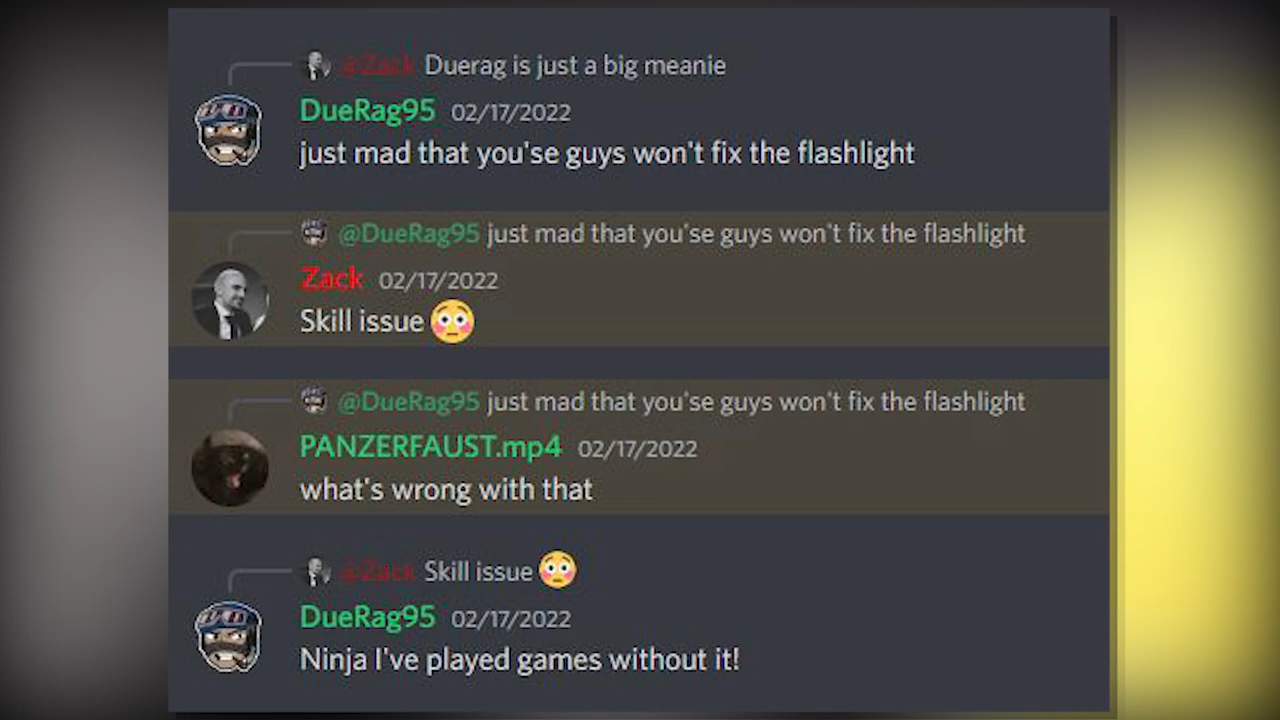 @Zack Duerag is just a big meanie
DueRag95 02/17/2022
just mad that you'se guys won't fix the flashlight
@DueRag95 just mad that you'se guys won't fix the flashlight
Zack 02/17/2022
Skill issue 😳
@DueRag95 just mad that you'se guys won't fix the flashlight
PANZERFAUST.mp4 02/17/2022
what's wrong with that
@Zack Skill issue 😳
DueRag95 02/17/2022
Ninja I've played games without it!